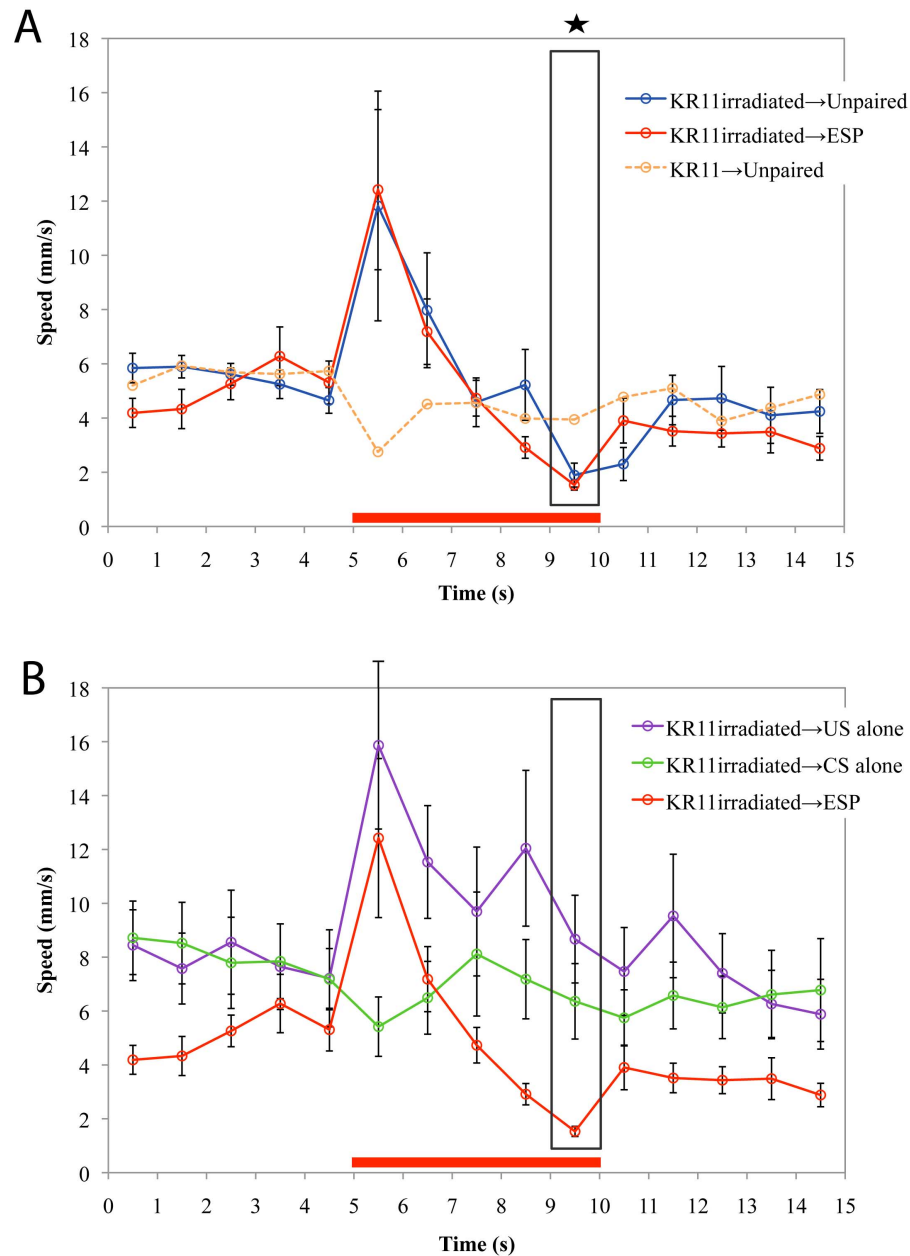 A
18
16
14
12
10
8
6
4
2
0
Speed (mm/s)
KR11irradiated→Unpaired
KR11irradiated→ESP
KR11→Unpaired
0 1 2 3 4 5 6 7 8 9 10 11 12 13 14 15
Time (s)
B
18
16
14
12
10
8
6
4
2
0
Speed (mm/s)
KR11irradiated→US alone
KR11irradiated→CS alone
KR11irradiated→ESP
0 1 2 3 4 5 6 7 8 9 10 11 12 13 14 15
Time (s)